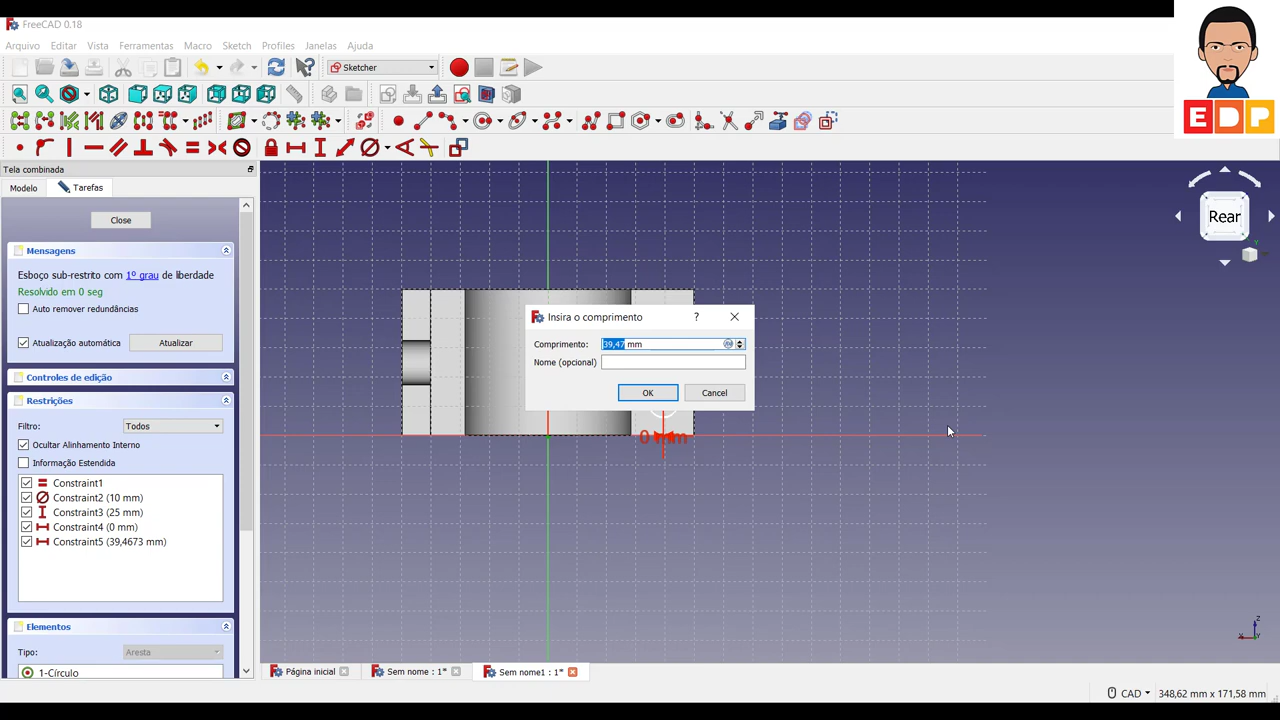 FreeCAD 0.18
Arquivo Editar Vista Ferramentas Macro Sketch Profiles Janelas Ajuda
Sketcher
EDP
Tela combinada
Modelo Tarefas
Close
Mensagens
Esboço sub-restrito com 1º grau de liberdade
Resolvido em 0 seg
Auto remover redundâncias
Atualização automática Atualizar
Controles de edição
Restrições
Filtro: Todos
Ocultar Alinhamento Interno
Informação Estendida
Constraint1
Constraint2 (10 mm)
Constraint3 (25 mm)
Constraint4 (0 mm)
Constraint5 (39,4673 mm)
Elementos
Tipo: Aresta
1-Círculo
Rear
Insira o comprimento ?
Comprimento: 39,47 mm
Nome (opcional)
OK Cancel
Página inicial Sem nome : 1* Sem nome1 : 1*
CAD 348,62 mm x 171,58 mm